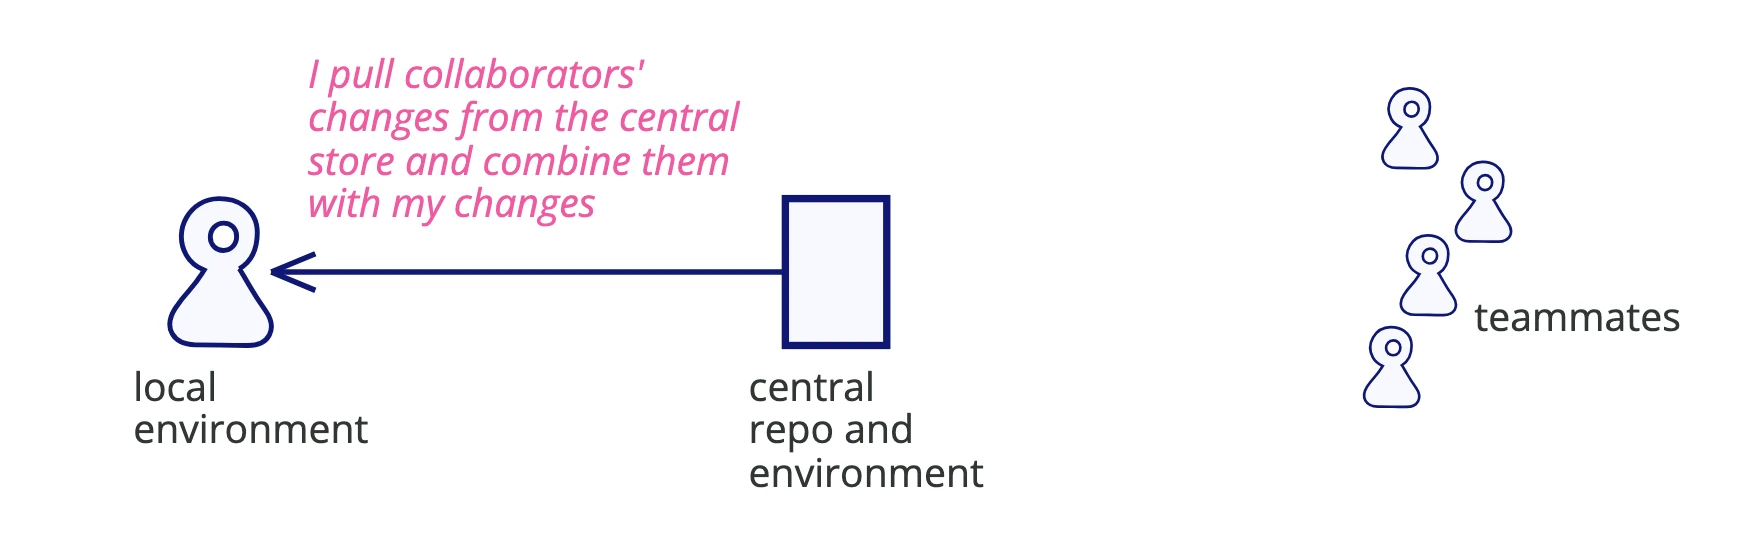 I pull collaborators'
changes from the central
store and combine them
with my changes
local
environment
central
repo and
environment
teammates